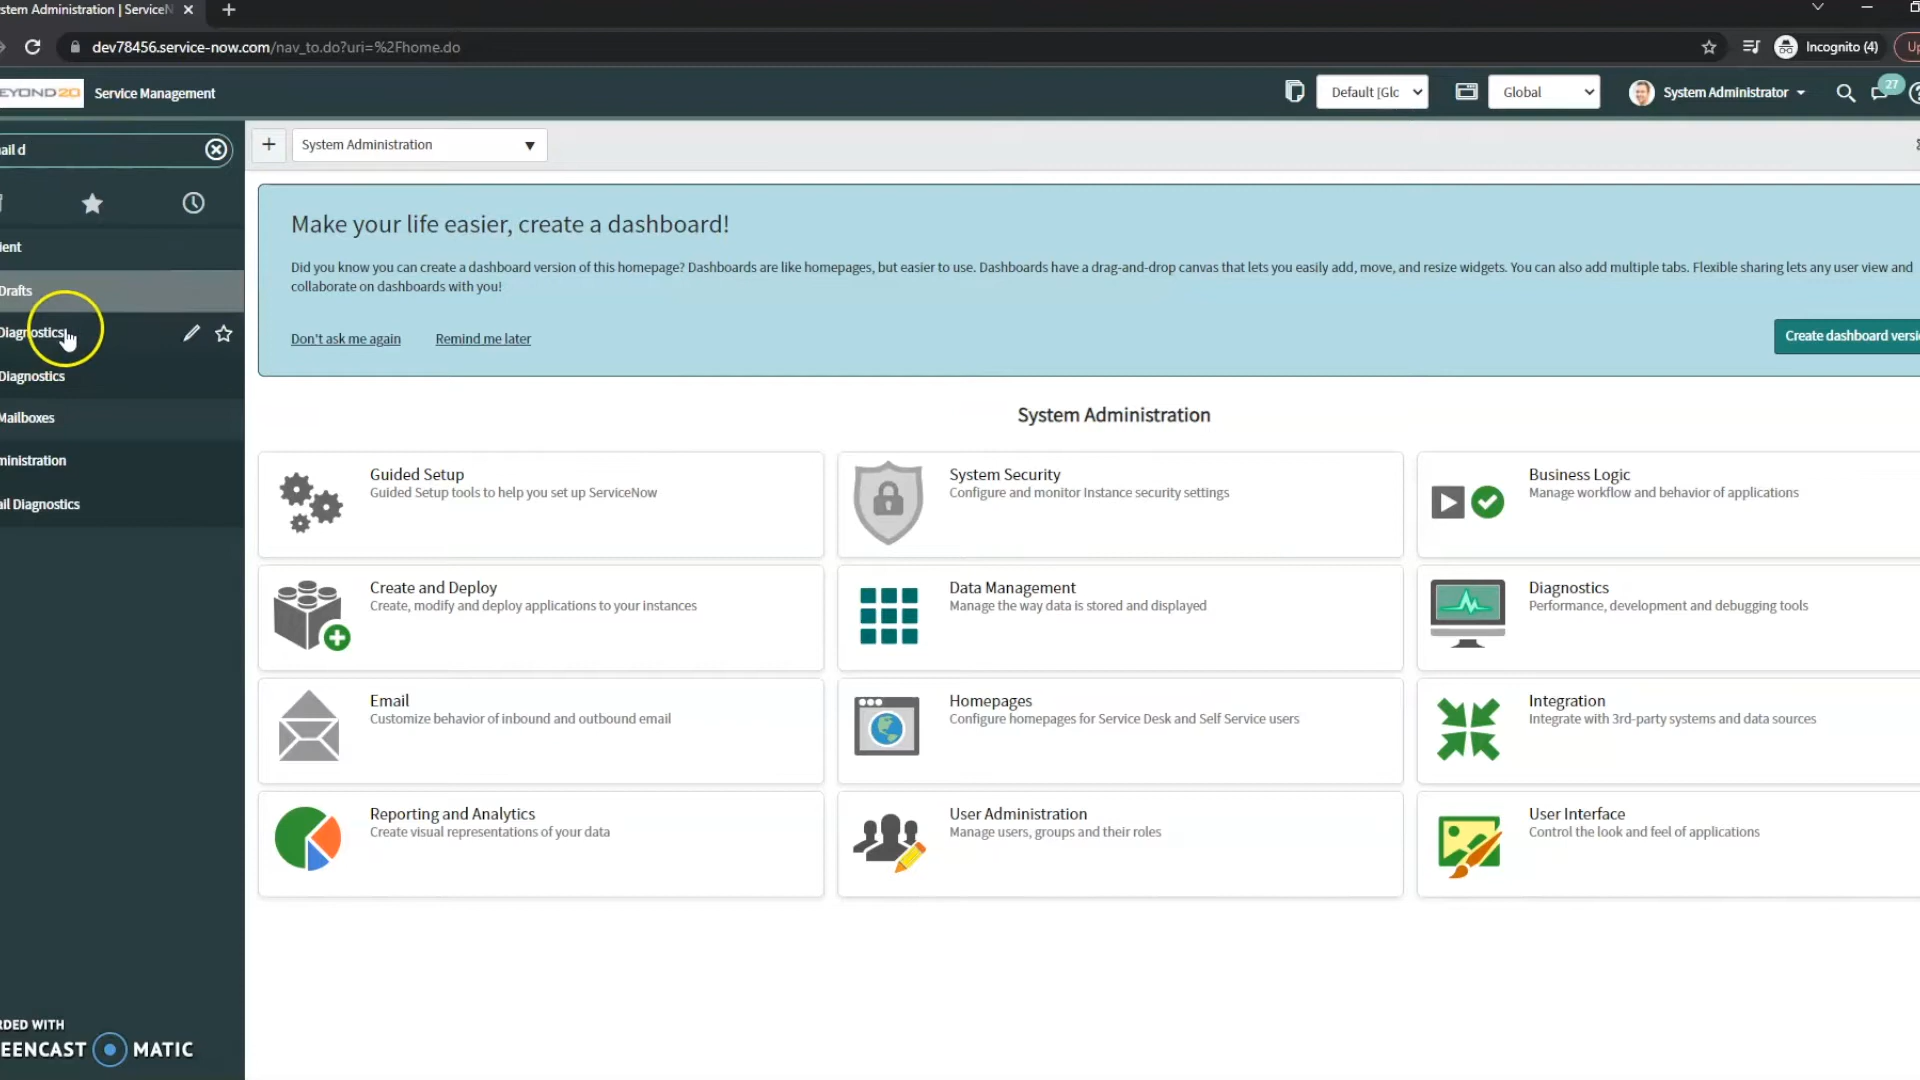 stem Administration | ServiceN
dev78456.service-now.com/nav_to.do?uri=%2Fhome.do
Incognito (4)
Up
EYOND20
Service Management
Default [Glc
Global
System Administrator
27
ail d
System Administration
ient
Drafts
Diagnostics
Diagnostics
Mailboxes
ministration
ail Diagnostics
Make your life easier, create a dashboard!
Did you know you can create a dashboard version of this homepage? Dashboards are like homepages, but easier to use. Dashboards have a drag-and-drop canvas that lets you easily add, move, and resize widgets. You can also add multiple tabs. Flexible sharing lets any user view and
collaborate on dashboards with you!
Don't ask me again
Remind me later
Create dashboard versi
System Administration
Guided Setup
Guided Setup tools to help you set up ServiceNow
System Security
Configure and monitor Instance security settings
Business Logic
Manage workflow and behavior of applications
Create and Deploy
Create, modify and deploy applications to your instances
Data Management
Manage the way data is stored and displayed
Diagnostics
Performance, development and debugging tools
Email
Customize behavior of inbound and outbound email
Homepages
Configure homepages for Service Desk and Self Service users
Integration
Integrate with 3rd-party systems and data sources
Reporting and Analytics
Create visual representations of your data
User Administration
Manage users, groups and their roles
User Interface
Control the look and feel of applications
RDED WITH
EENCAST MATIC